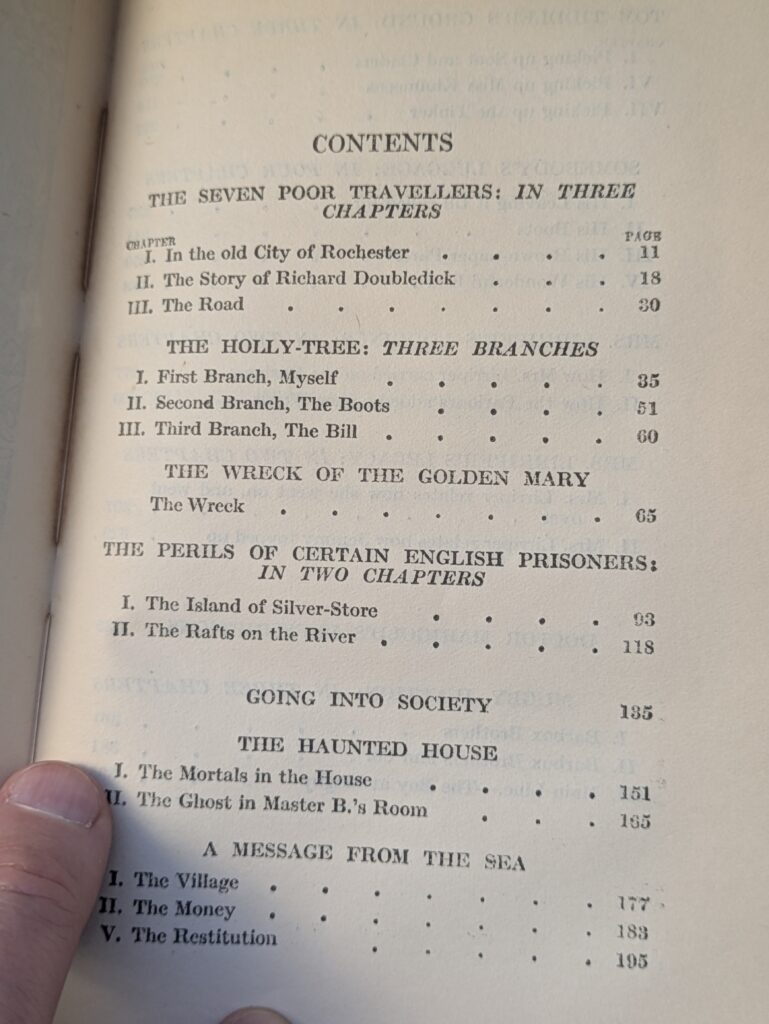 CONTENTS
THE SEVEN POOR TRAVELLERS: IN THREE
CHAPTERS
CHAPTER PAGE
I. In the old City of Rochester . . . . 11
II. The Story of Richard Doubledick . . . 18
III. The Road . . . . . . . 30
THE HOLLY-TREE: THREE BRANCHES
I. First Branch, Myself . . . . . 35
II. Second Branch, The Boots . . . . 51
III. Third Branch, The Bill . . . . . 60
THE WRECK OF THE GOLDEN MARY
The Wreck . . . . . . . 65
THE PERILS OF CERTAIN ENGLISH PRISONERS:
IN TWO CHAPTERS
I. The Island of Silver-Store . . . . 93
II. The Rafts on the River . . . . . 118
GOING INTO SOCIETY 135
THE HAUNTED HOUSE
I. The Mortals in the House . . . . 151
II. The Ghost in Master B.'s Room . . . 165
A MESSAGE FROM THE SEA
I. The Village . . . . . . . 177
II. The Money . . . . . . . 183
V. The Restitution . . . . . 195